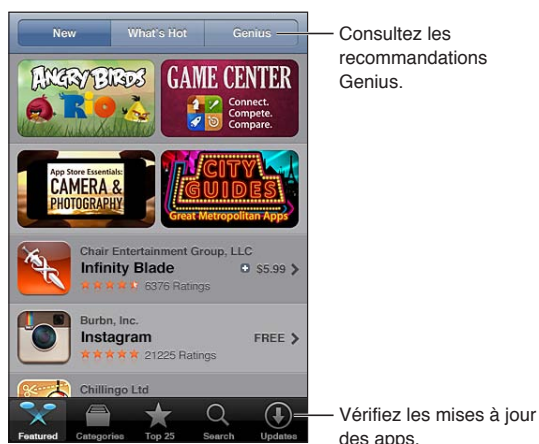 New What's Hot Genius
Consultez les
recommandations
Genius.
ANGRY BIRDS
RIO
GAME CENTER
Connect.
Compete.
Compare.
App Store Essentials:
CAMERA &
PHOTOGRAPHY
CITY
GUIDES
Great Metropolitan Apps
Chair Entertainment Group, LLC
Infinity Blade $5.99
6376 Ratings
Burbn, Inc.
Instagram FREE
21225 Ratings
Chillingo Ltd
Featured Categories Top 25 Search Updates
Vérifiez les mises à jour
des apps.